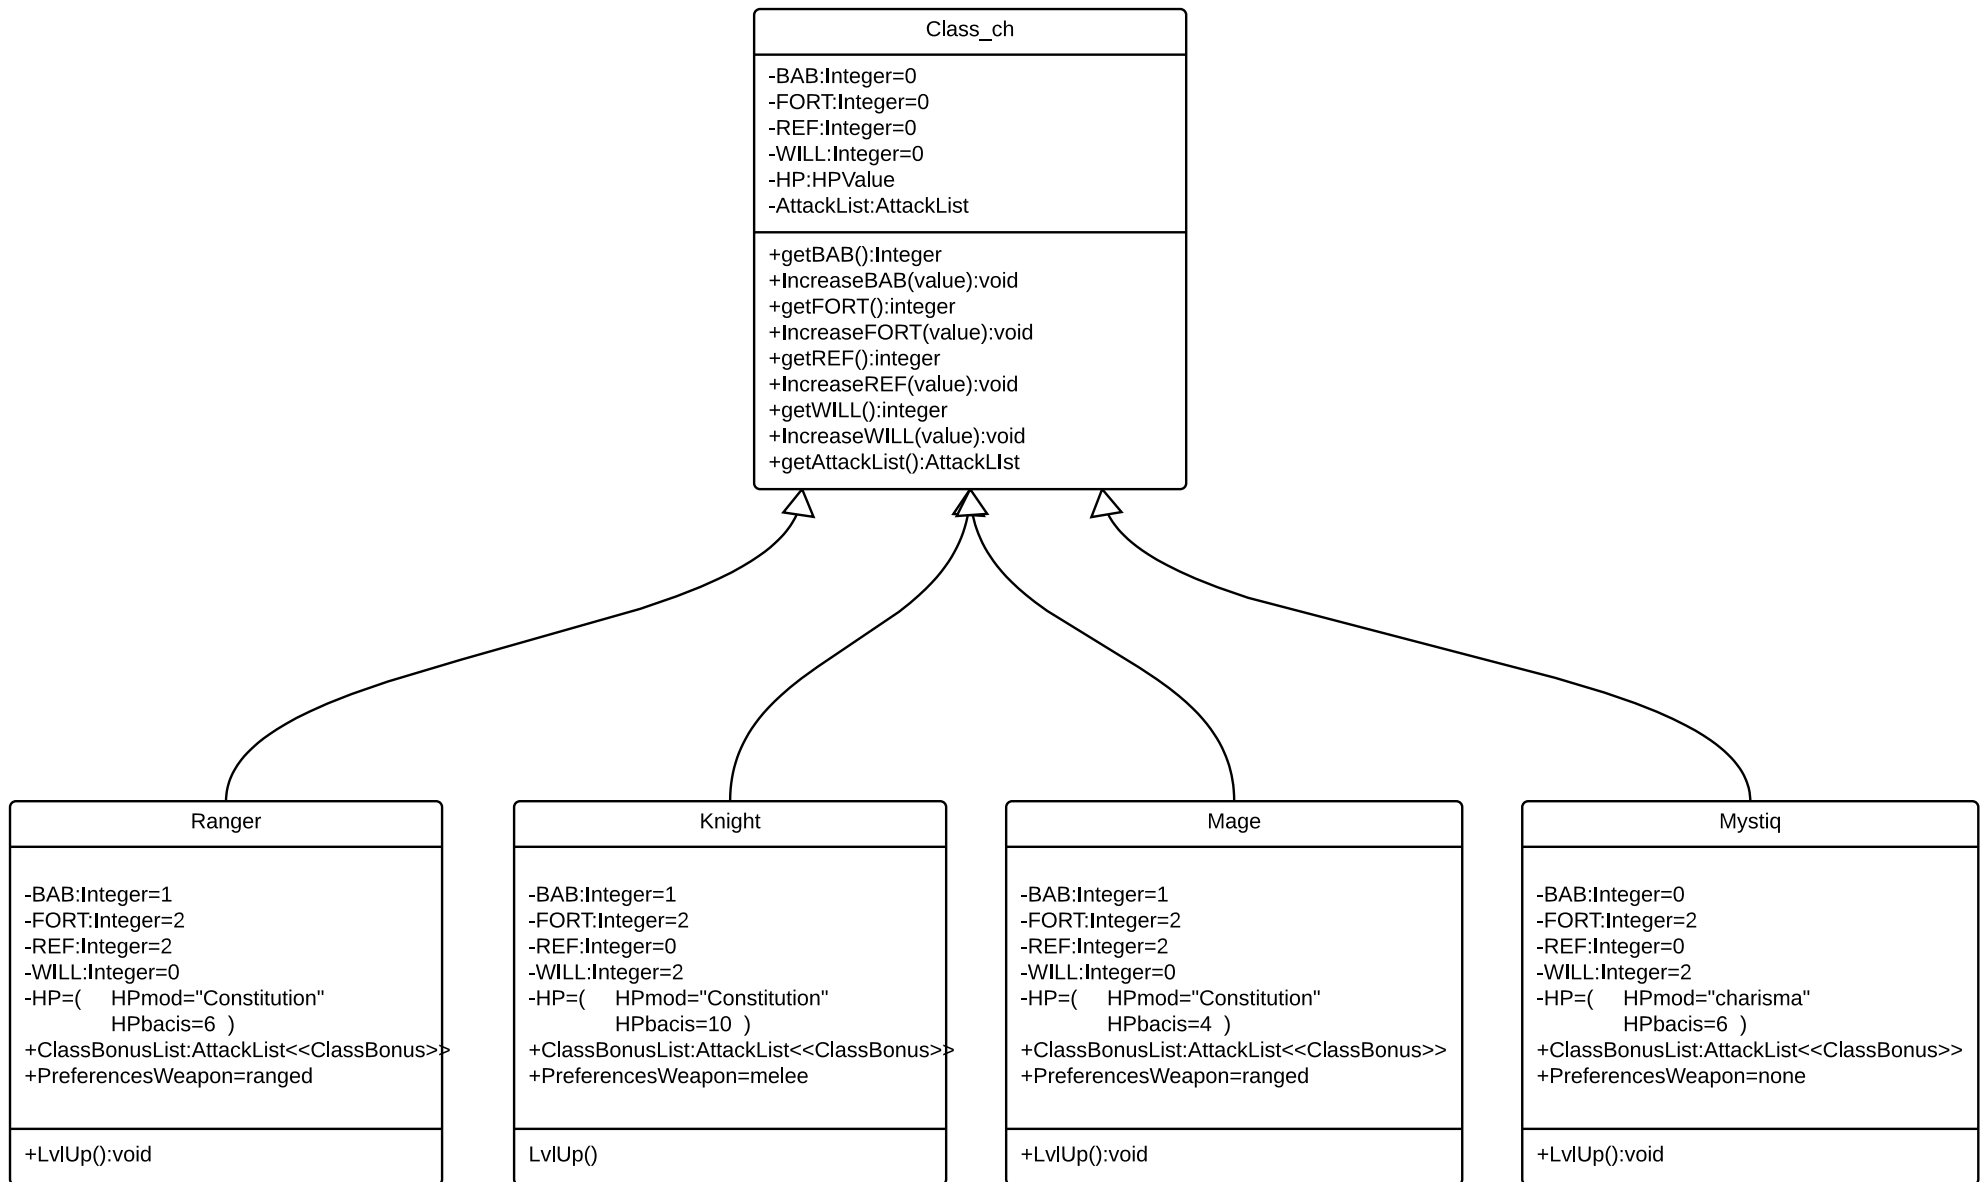 Class_ch
-BAB:Integer=0
-FORT:Integer=0
-REF:Integer=0
-WILL:Integer=0
-HP:HPValue
-AttackList:AttackList
+getBAB():Integer
+IncreaseBAB(value):void
+getFORT():integer
+IncreaseFORT(value):void
+getREF():integer
+IncreaseREF(value):void
+getWILL():integer
+IncreaseWILL(value):void
+getAttackList():AttackLIst
Ranger
-BAB:Integer=1
-FORT:Integer=2
-REF:Integer=2
-WILL:Integer=0
-HP=( HPmod="Constitution"
HPbacis=6 )
+ClassBonusList:AttackList<<ClassBonus>>
+PreferencesWeapon=ranged
+LvlUp():void
Knight
-BAB:Integer=1
-FORT:Integer=2
-REF:Integer=0
-WILL:Integer=2
-HP=( HPmod="Constitution"
HPbacis=10 )
+ClassBonusList:AttackList<<ClassBonus>>
+PreferencesWeapon=melee
LvlUp()
Mage
-BAB:Integer=1
-FORT:Integer=2
-REF:Integer=2
-WILL:Integer=0
-HP=( HPmod="Constitution"
HPbacis=4 )
+ClassBonusList:AttackList<<ClassBonus>>
+PreferencesWeapon=ranged
+LvlUp():void
Mystiq
-BAB:Integer=0
-FORT:Integer=2
-REF:Integer=0
-WILL:Integer=2
-HP=( HPmod="charisma"
HPbacis=6 )
+ClassBonusList:AttackList<<ClassBonus>>
+PreferencesWeapon=none
+LvlUp():void